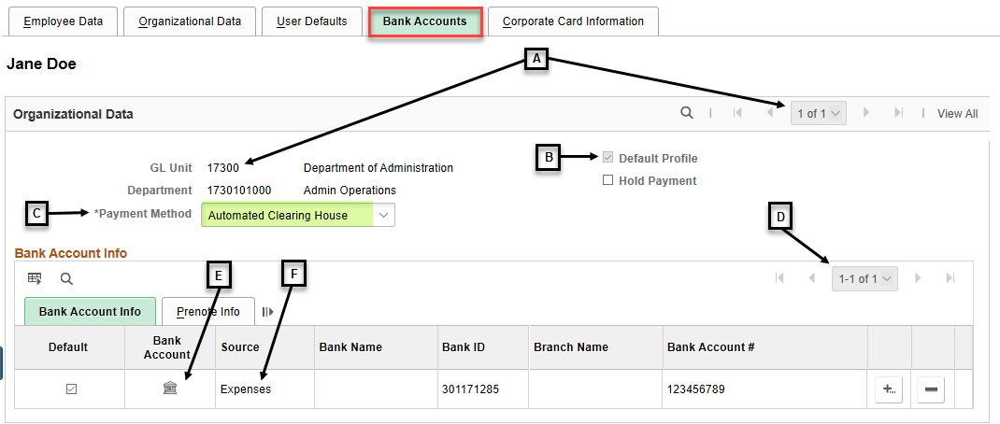 Employee Data Organizational Data User Defaults Bank Accounts Corporate Card Information
Jane Doe
A
Organizational Data 1 of 1 View All
GL Unit 17300 Department of Administration
B Default Profile
Department 1730101000 Admin Operations
Hold Payment
C *Payment Method Automated Clearing House
D
Bank Account Info
E F
1-1 of 1
Bank Account Info Prenote Info
Default Bank Account Source Bank Name Bank ID Branch Name Bank Account #
Expenses 301171285 123456789